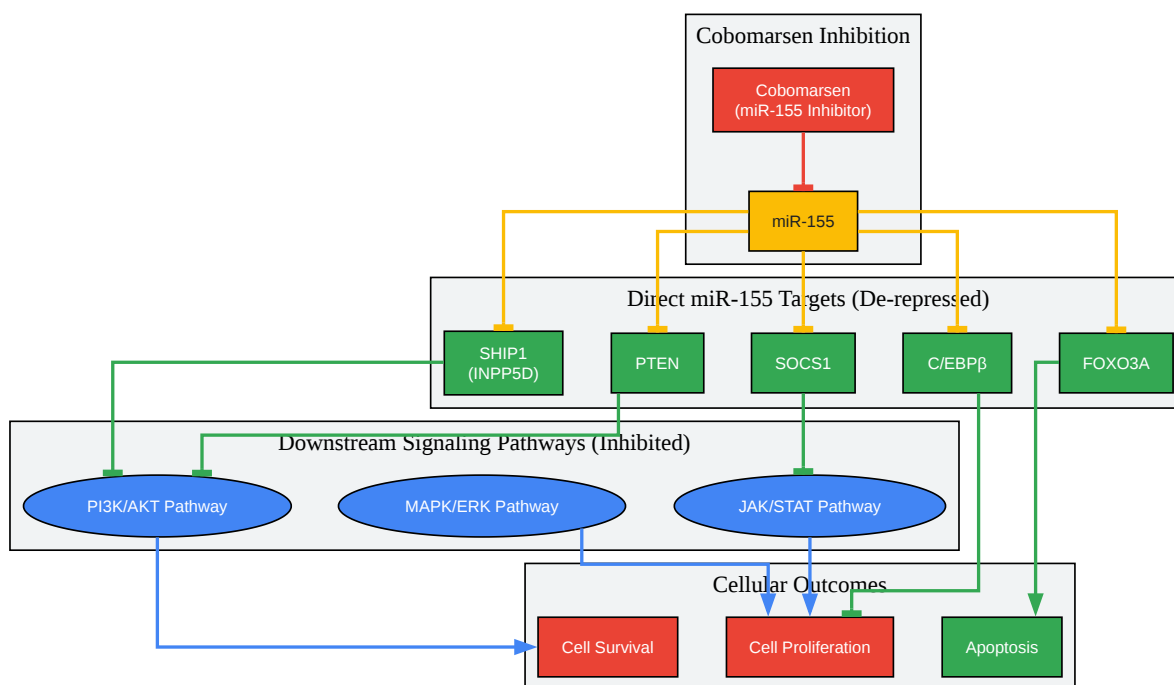 Cobomarsen Inhibition
Cobomarsen
(miR-155 Inhibitor)
miR-155
Direct miR-155 Targets (De-repressed)
SHIP1
(INPP5D)
PTEN
SOCS1
C/EBPβ
FOXO3A
Downstream Signaling Pathways (Inhibited)
PI3K/AKT Pathway
MAPK/ERK Pathway
JAK/STAT Pathway
Cellular Outcomes
Cell Survival
Cell Proliferation
Apoptosis